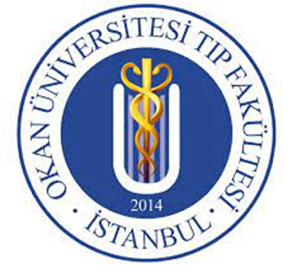 · OKAN ÜNİVERSİTESİ TIP FAKÜLTESİ ·
2014
İSTANBUL